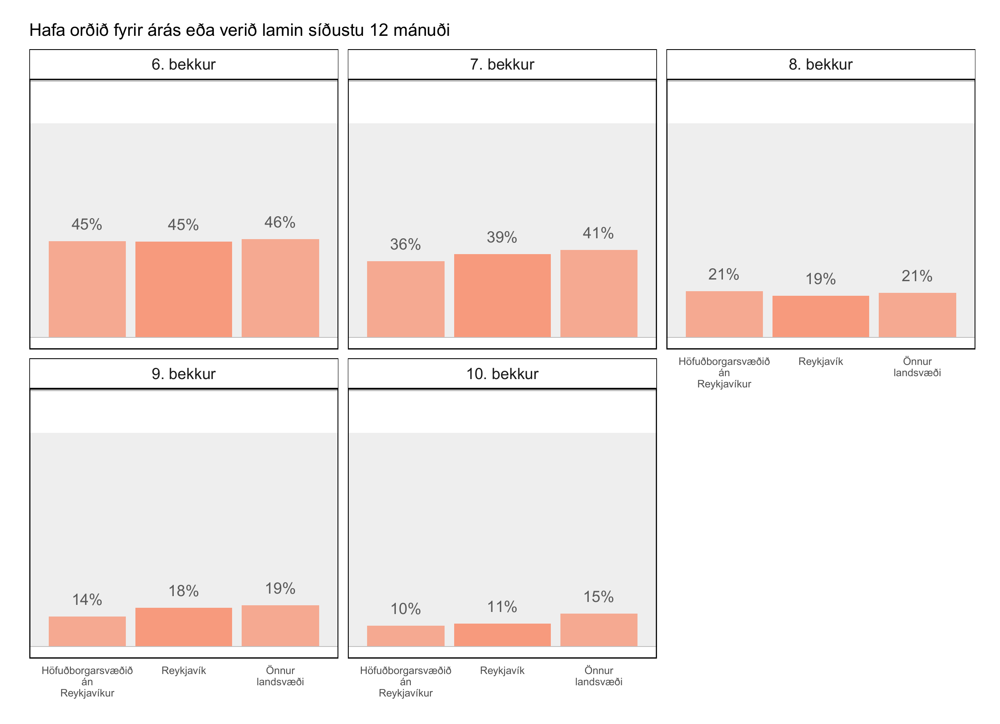 Hafa orðið fyrir árás eða verið lamin síðustu 12 mánuði
6. bekkur
45%
45%
46%
7. bekkur
36%
39%
41%
8. bekkur
21%
19%
21%
Höfuðborgarsvæðið
án
Reykjavíkur
Reykjavík
Önnur
landsvæði
9. bekkur
14%
18%
19%
Höfuðborgarsvæðið
án
Reykjavíkur
Reykjavík
Önnur
landsvæði
10. bekkur
10%
11%
15%
Höfuðborgarsvæðið
án
Reykjavíkur
Reykjavík
Önnur
landsvæði